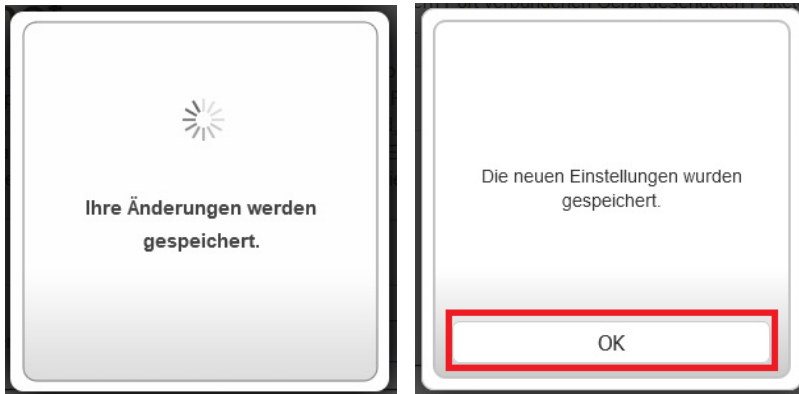 Ihre Änderungen werden
gespeichert.
Die neuen Einstellungen wurden
gespeichert.
OK